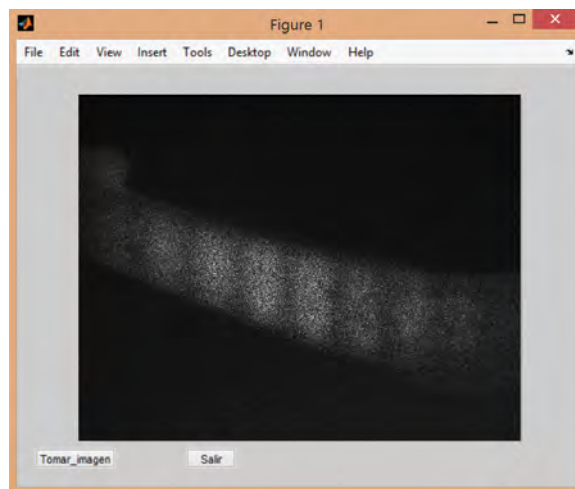 Figure 1
File Edit View Insert Tools Desktop Window Help
Tomar_imagen Salir